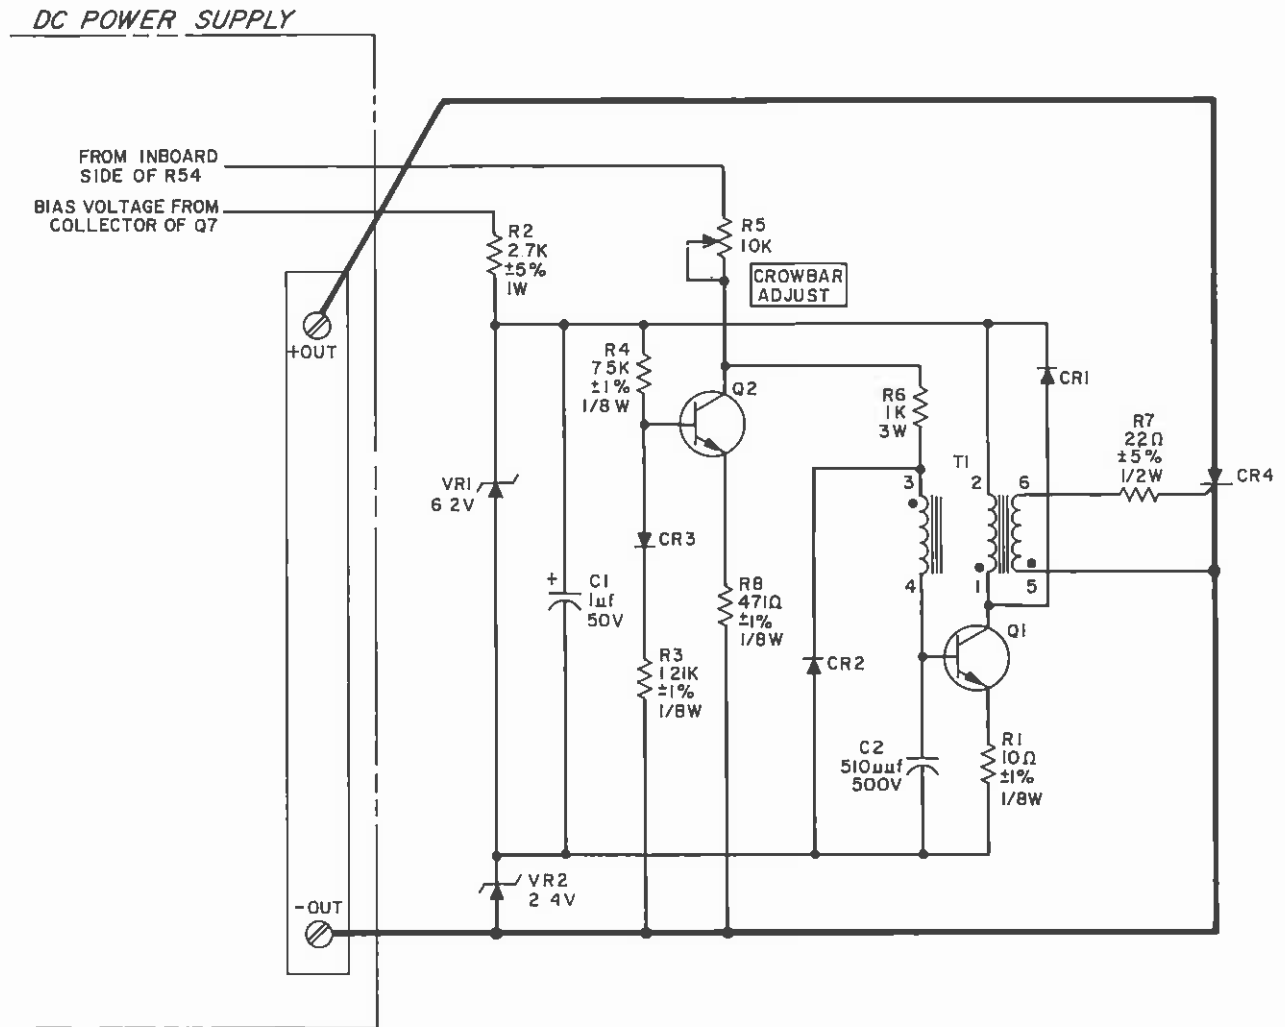 DC POWER SUPPLY
FROM INBOARD
SIDE OF R54
BIAS VOLTAGE FROM
COLLECTOR OF Q7
R2
2.7K
±5%
1W
R5
10K
CROWBAR
ADJUST
+OUT
R4
75K
±1%
1/8 W
Q2
R6
1K
3W
CR1
R7
22Ω
±5%
1/2W
T1
3
2
6
CR4
VR1
6 2V
CR3
+
C1
1uf
50V
R8
471Ω
±1%
1/8W
4
1
5
Q1
R3
1 21K
±1%
1/8W
CR2
C2
510uuf
500V
R1
10Ω
±1%
1/8W
VR2
2 4V
-OUT